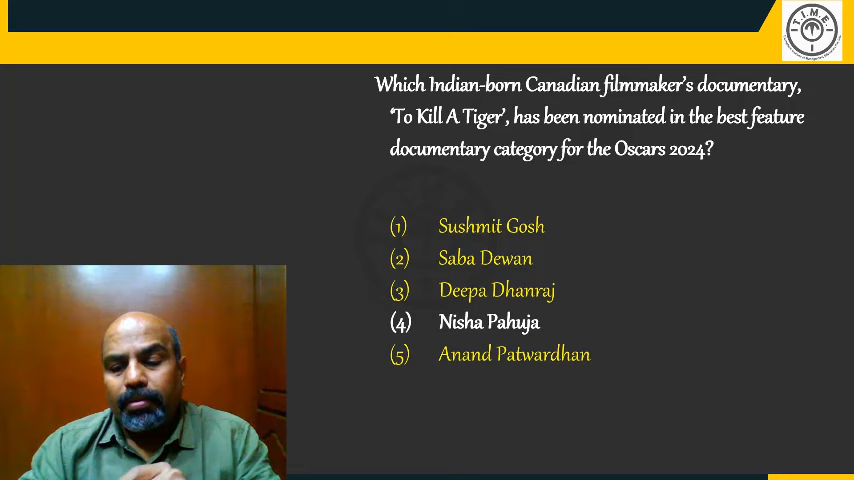 T.I.M.E.
Which Indian-born Canadian filmmaker's documentary,
‘To Kill A Tiger’, has been nominated in the best feature
documentary category for the Oscars 2024?
(1) Sushmit Gosh
(2) Saba Dewan
(3) Deepa Dhanraj
(4) Nisha Pahuja
(5) Anand Patwardhan